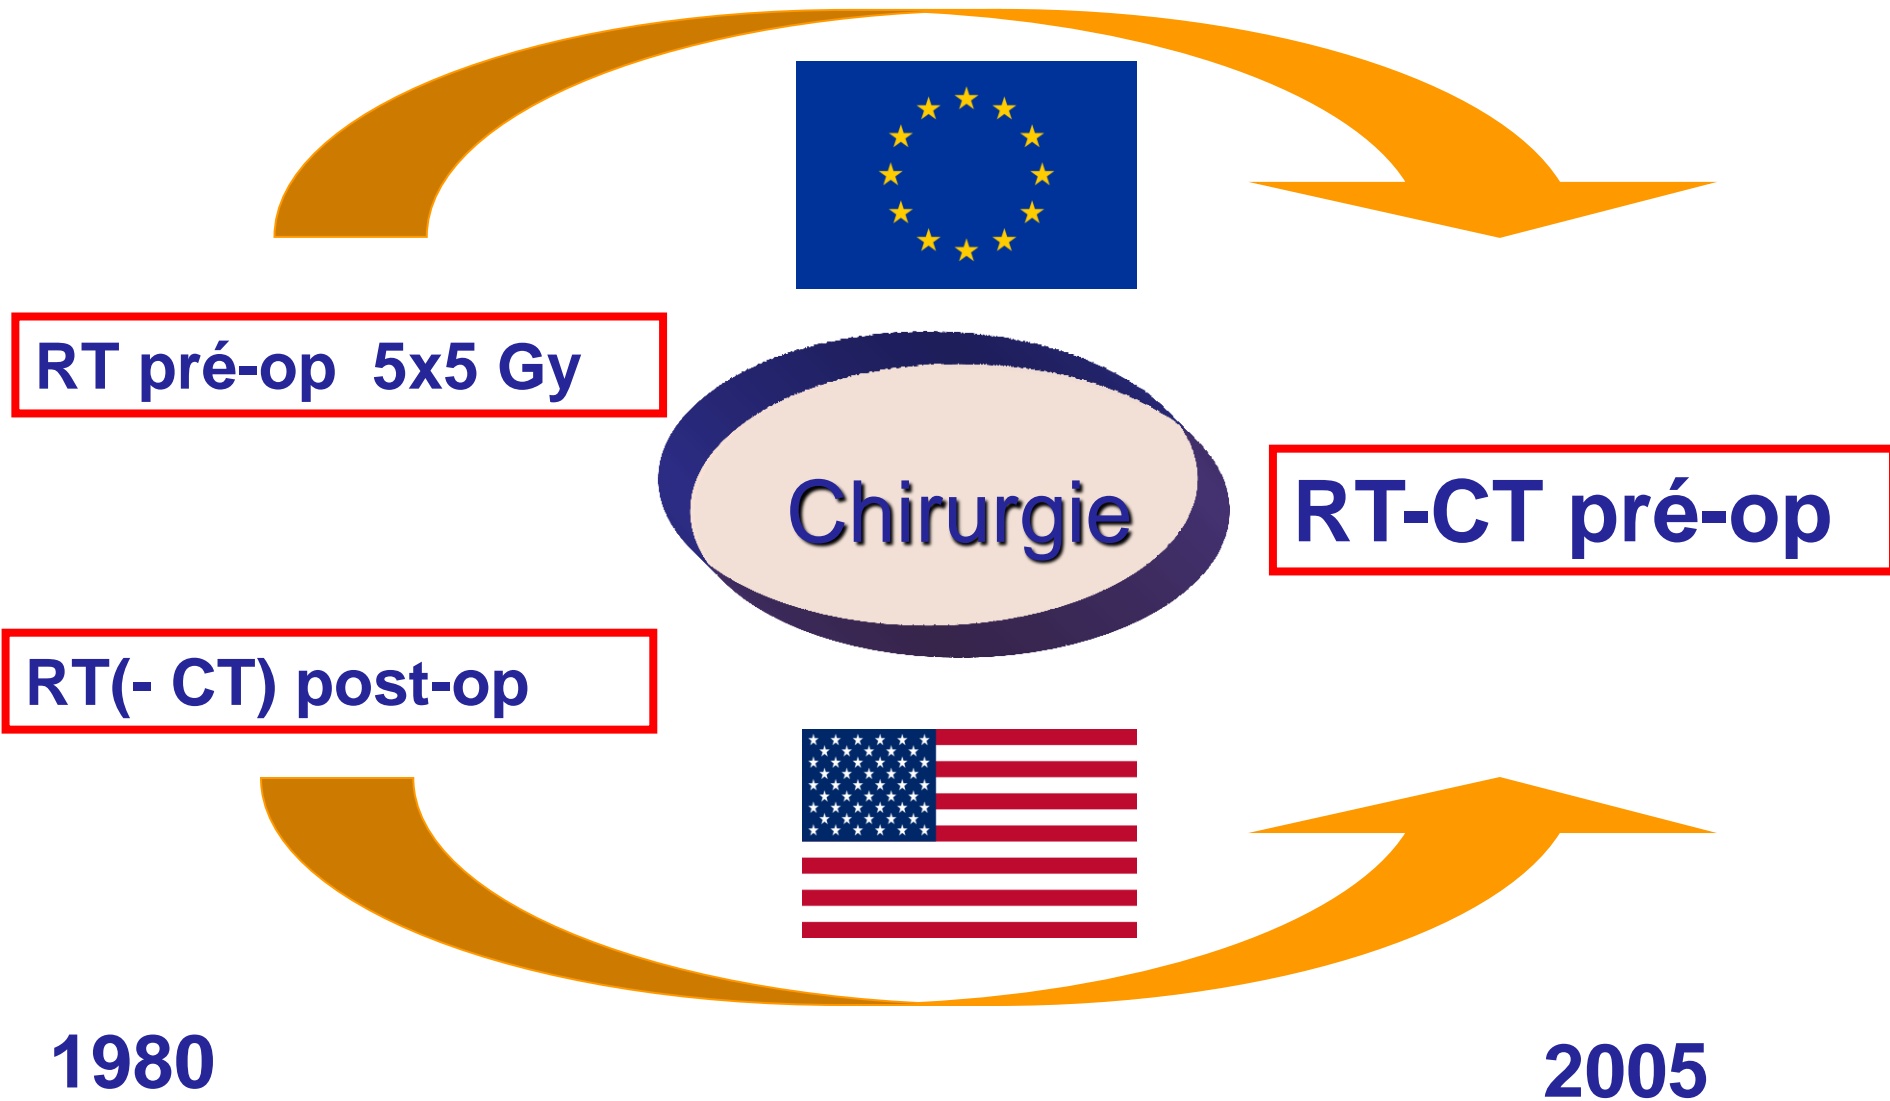 RT pré-op  5x5 Gy
Chirurgie
RT-CT pré-op
RT(- CT) post-op
1980
2005